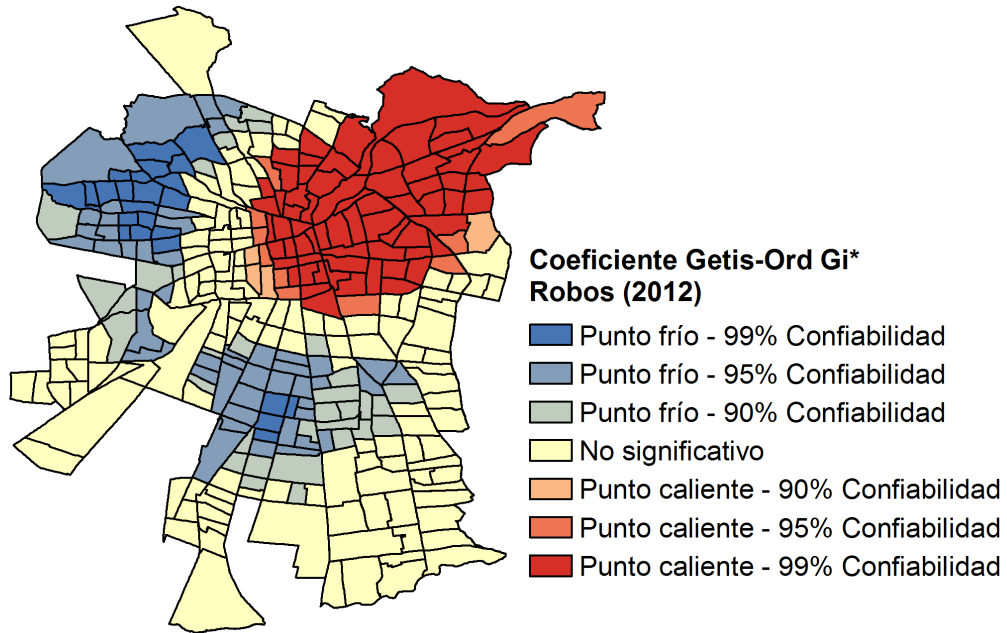 Coeficiente Getis-Ord Gi*
Robos (2012)
Punto frío - 99% Confiabilidad
Punto frío - 95% Confiabilidad
Punto frío - 90% Confiabilidad
No significativo
Punto caliente - 90% Confiabilidad
Punto caliente - 95% Confiabilidad
Punto caliente - 99% Confiabilidad